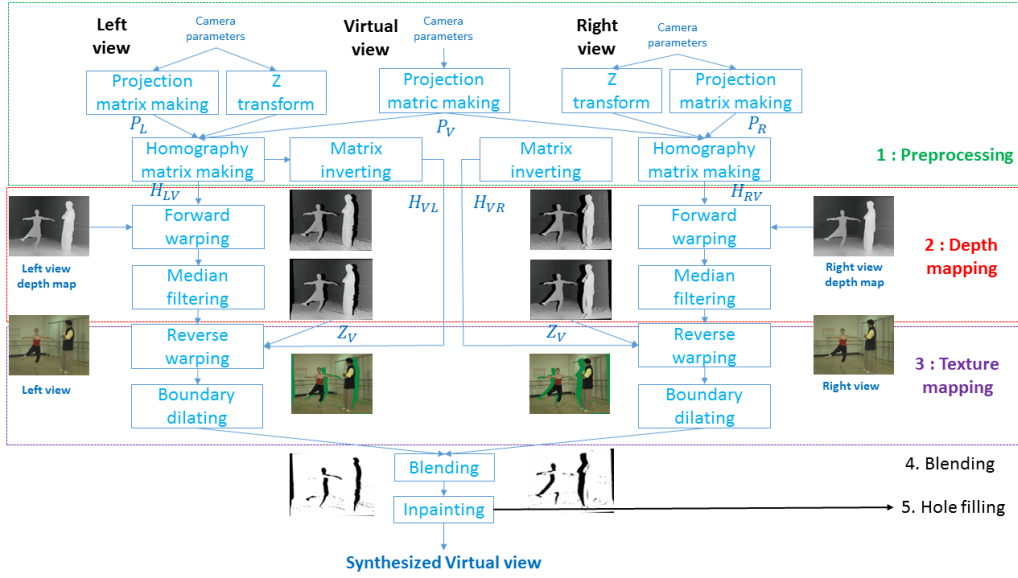 Left
view
Camera
parameters
Virtual
view
Camera
parameters
Right
view
Camera
parameters
Projection
matrix making
Z
transform
Projection
matric making
Z
transform
Projection
matrix making
P_L
P_V
P_R
Homography
matrix making
Matrix
inverting
Matrix
inverting
Homography
matrix making
1 : Preprocessing
H_LV
H_VL
H_VR
H_RV
Forward
warping
Forward
warping
Left view
depth map
Right view
depth map
2 : Depth
mapping
Median
filtering
Median
filtering
Reverse
warping
Z_V
Z_V
Reverse
warping
Left view
Right view
3 : Texture
mapping
Boundary
dilating
Boundary
dilating
Blending
4. Blending
Inpainting
5. Hole filling
Synthesized Virtual view